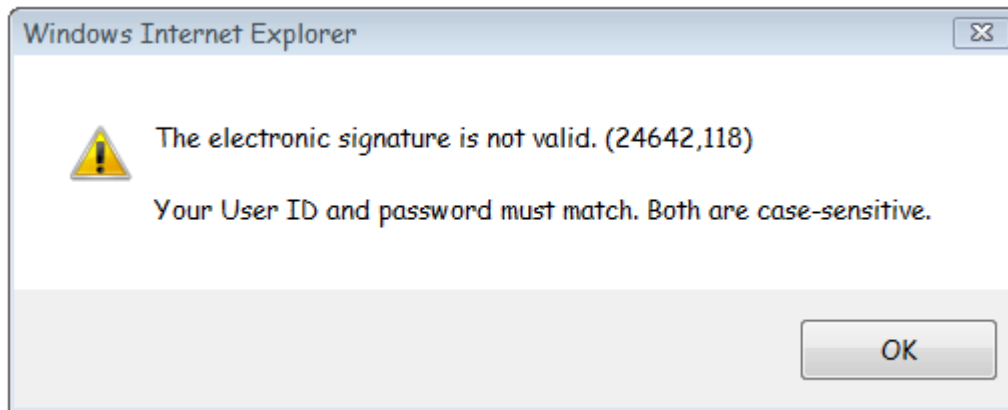 Windows Internet Explorer
The electronic signature is not valid. (24642,118)
Your User ID and password must match. Both are case-sensitive.
OK